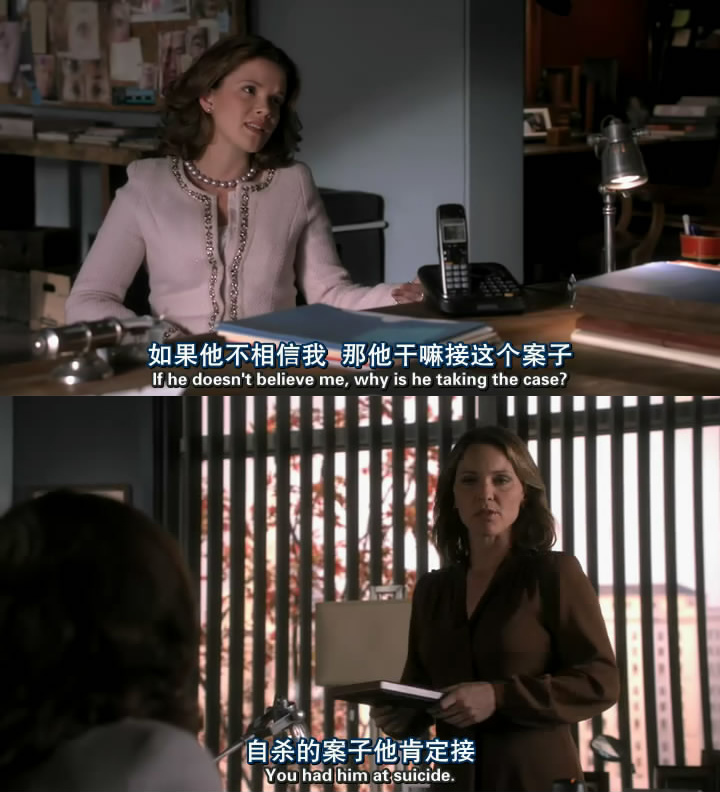 如果他不相信我 那他干嘛接这个案子
If he doesn't believe me, why is he taking the case?
自杀的案子他肯定接
You had him at suicide.